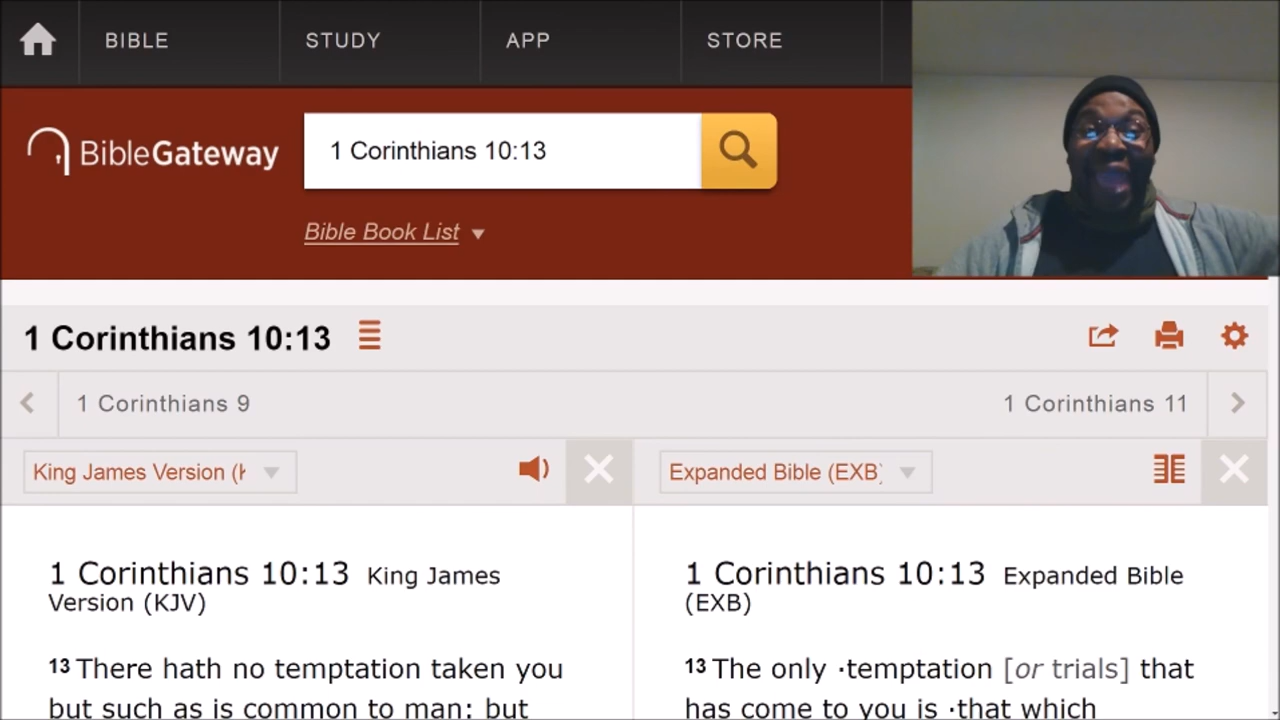 BIBLE STUDY APP STORE
BibleGateway
1 Corinthians 10:13
Bible Book List
1 Corinthians 10:13
1 Corinthians 9
1 Corinthians 11
King James Version (K
Expanded Bible (EXB)
1 Corinthians 10:13 King James
Version (KJV)
13 There hath no temptation taken you
but such as is common to man: but
1 Corinthians 10:13 Expanded Bible
(EXB)
13 The only ·temptation [or trials] that
has come to you is ·that which